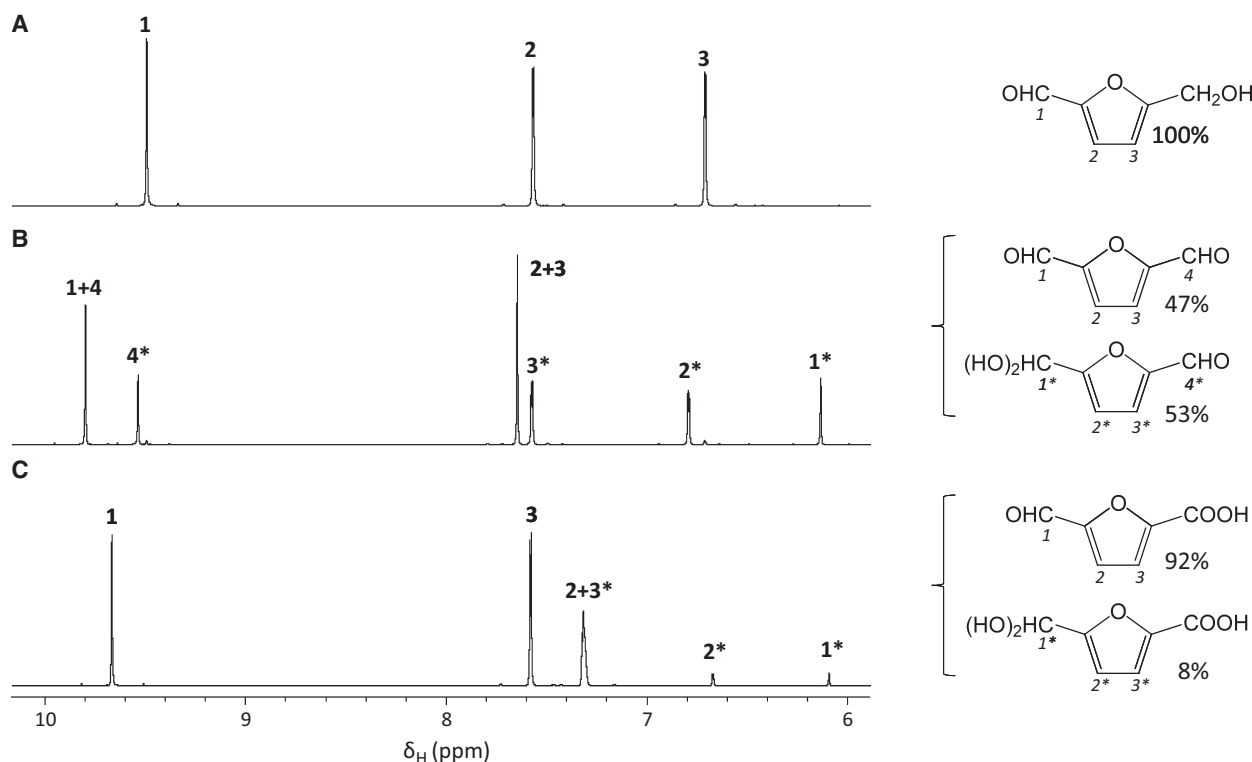 A
1
2
3
OHC
O
CH₂OH
1
100%
2
3
B
1+4
4*
2+3
3*
2*
1*
OHC
O
CHO
1
4
47%
2
3
(HO)₂HC
O
CHO
1*
4*
53%
2*
3*
C
1
3
2+3*
2*
1*
OHC
O
COOH
1
92%
2
3
(HO)₂HC
O
COOH
1*
8%
2*
3*
10 9 8 7 6
δH (ppm)